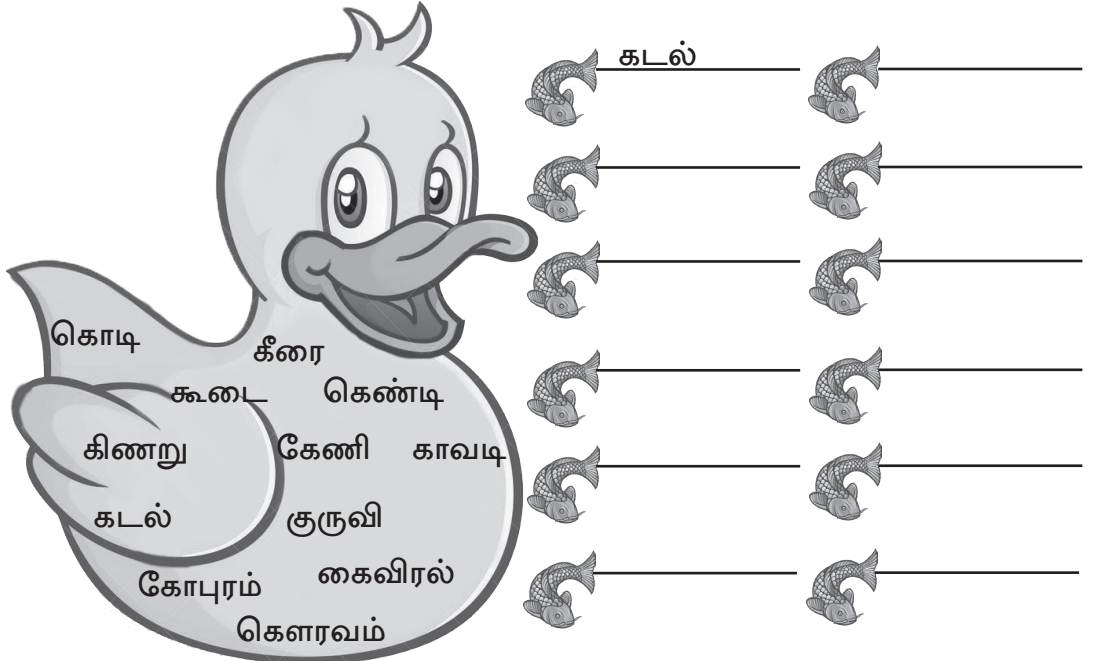 கடல்
கொடி
கீரை
கூடை கெண்டி
கிணறு கேணி காவடி
கடல் குருவி
கோபுரம் கைவிரல்
கௌரவம்